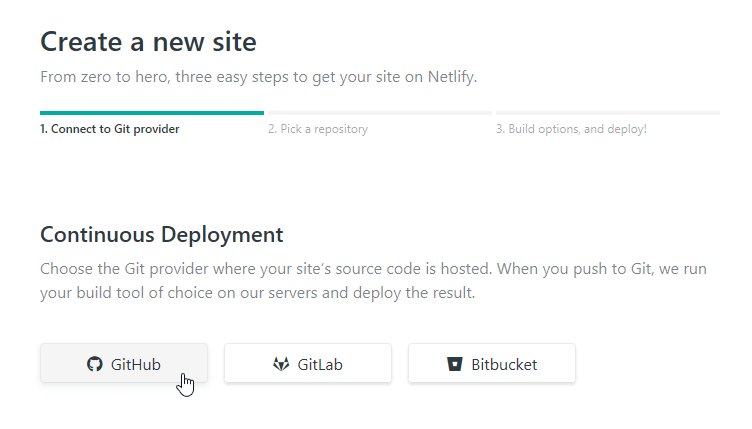 Create a new site
From zero to hero, three easy steps to get your site on Netlify.
1. Connect to Git provider
2. Pick a repository
3. Build options, and deploy!
Continuous Deployment
Choose the Git provider where your site's source code is hosted. When you push to Git, we run
your build tool of choice on our servers and deploy the result.
GitHub
GitLab
Bitbucket